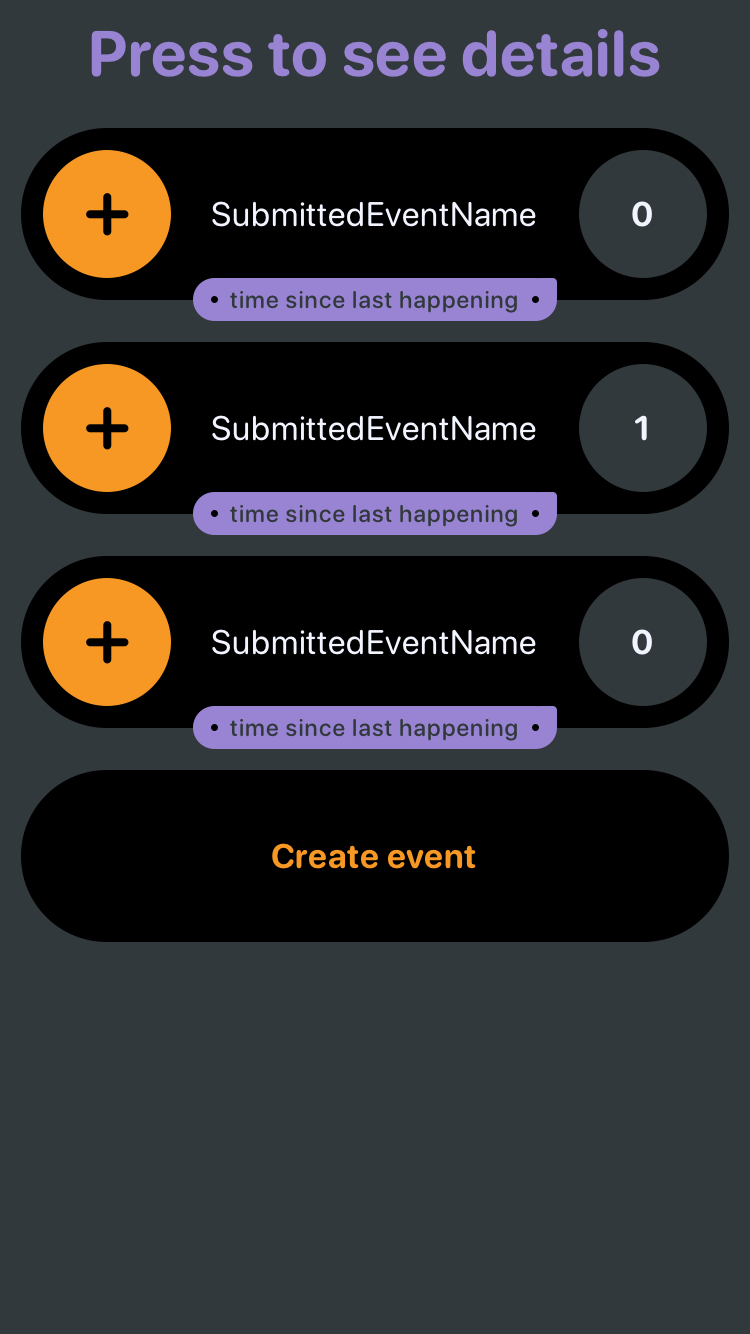 Press to see details
SubmittedEventName
0
• time since last happening •
SubmittedEventName
1
• time since last happening •
SubmittedEventName
0
• time since last happening •
Create event